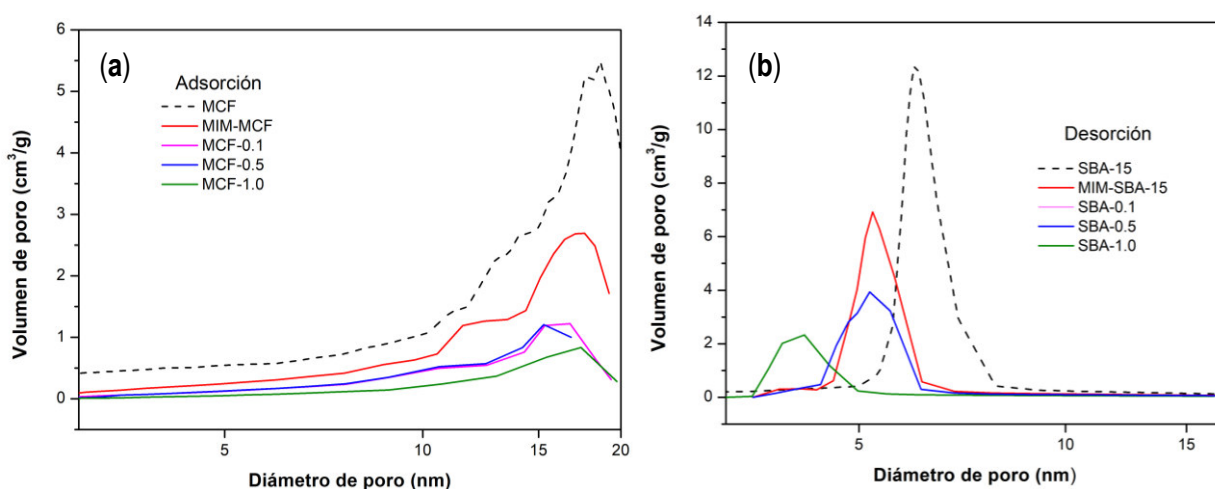 (a)
Adsorción
MCF
MIM-MCF
MCF-0.1
MCF-0.5
MCF-1.0
Volumen de poro (cm³/g)
6
5
4
3
2
1
0
5
10
15
20
Diámetro de poro (nm)
(b)
Desorción
SBA-15
MIM-SBA-15
SBA-0.1
SBA-0.5
SBA-1.0
Volumen de poro (cm³/g)
14
12
10
8
6
4
2
0
5
10
15
Diámetro de poro (nm)